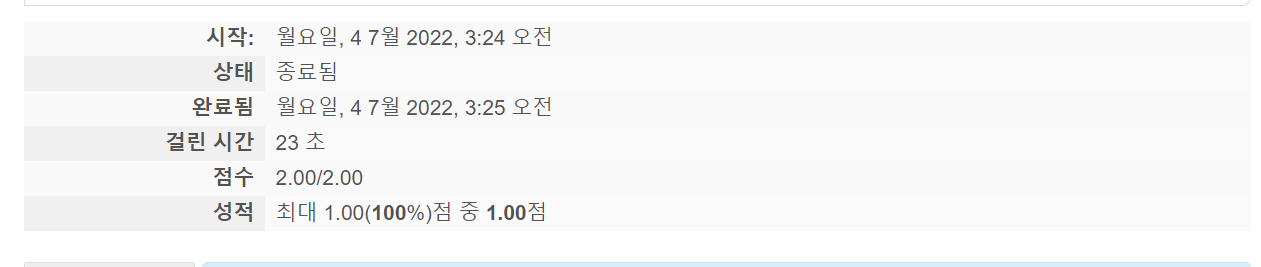 시작: 월요일, 4 7월 2022, 3:24 오전
상태 종료됨
완료됨 월요일, 4 7월 2022, 3:25 오전
걸린 시간 23 초
점수 2.00/2.00
성적 최대 1.00(100%)점 중 1.00점